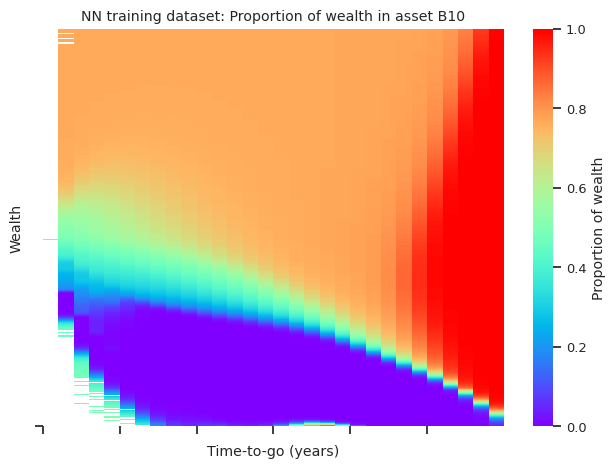 NN training dataset: Proportion of wealth in asset B10
Wealth
Time-to-go (years)
1.0
0.8
0.6
0.4
0.2
0.0
Proportion of wealth